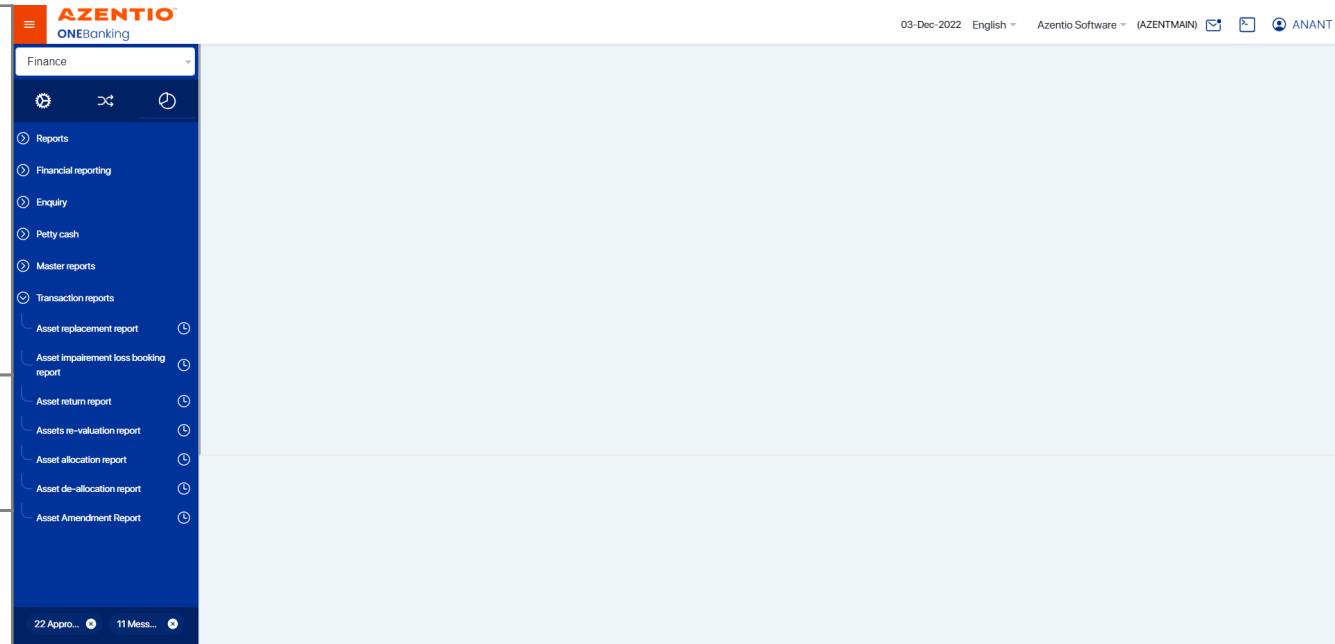 AZENTIO
ONEBanking
03-Dec-2022 English Azentio Software (AZENTMAIN) ANANT
Finance
Reports
Financial reporting
Enquiry
Petty cash
Master reports
Transaction reports
Asset replacement report
Asset impairement loss booking
report
Asset return report
Assets re-valuation report
Asset allocation report
Asset de-allocation report
Asset Amendment Report
22 Appro... 11 Mess...